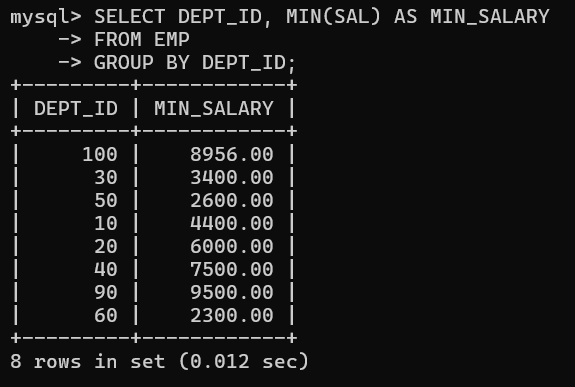 mysql> SELECT DEPT_ID, MIN(SAL) AS MIN_SALARY
    -> FROM EMP
    -> GROUP BY DEPT_ID;
+---------+------------+
| DEPT_ID | MIN_SALARY |
+---------+------------+
|     100 |    8956.00 |
|      30 |    3400.00 |
|      50 |    2600.00 |
|      10 |    4400.00 |
|      20 |    6000.00 |
|      40 |    7500.00 |
|      90 |    9500.00 |
|      60 |    2300.00 |
+---------+------------+
8 rows in set (0.012 sec)